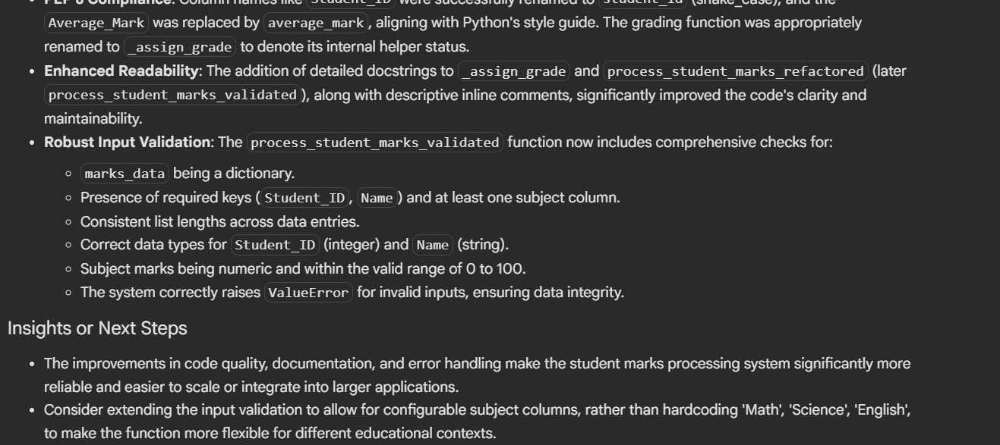 • PEP 8 Compliance: Column names like Student_ID were successfully renamed to student_id (snake_case), and the
Average_Mark was replaced by average_mark, aligning with Python's style guide. The grading function was appropriately
renamed to _assign_grade to denote its internal helper status.
• Enhanced Readability: The addition of detailed docstrings to _assign_grade and process_student_marks_refactored (later
process_student_marks_validated), along with descriptive inline comments, significantly improved the code's clarity and
maintainability.
• Robust Input Validation: The process_student_marks_validated function now includes comprehensive checks for:
◦ marks_data being a dictionary.
◦ Presence of required keys (Student_ID, Name) and at least one subject column.
◦ Consistent list lengths across data entries.
◦ Correct data types for Student_ID (integer) and Name (string).
◦ Subject marks being numeric and within the valid range of 0 to 100.
◦ The system correctly raises ValueError for invalid inputs, ensuring data integrity.
Insights or Next Steps
• The improvements in code quality, documentation, and error handling make the student marks processing system significantly more
reliable and easier to scale or integrate into larger applications.
• Consider extending the input validation to allow for configurable subject columns, rather than hardcoding 'Math', 'Science', 'English',
to make the function more flexible for different educational contexts.